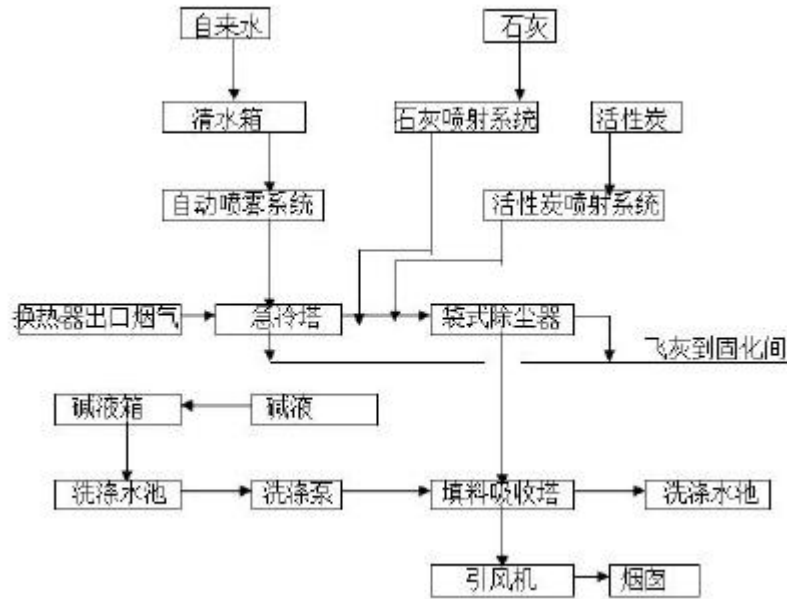 自来水 石灰
清水箱 石灰喷射系统 活性炭
自动喷雾系统 活性炭喷射系统
换热器出口烟气 急冷塔 袋式除尘器
飞灰到固化间
碱液箱 碱液
洗涤水池 洗涤泵 填料吸收塔 洗涤水池
引风机 烟囱